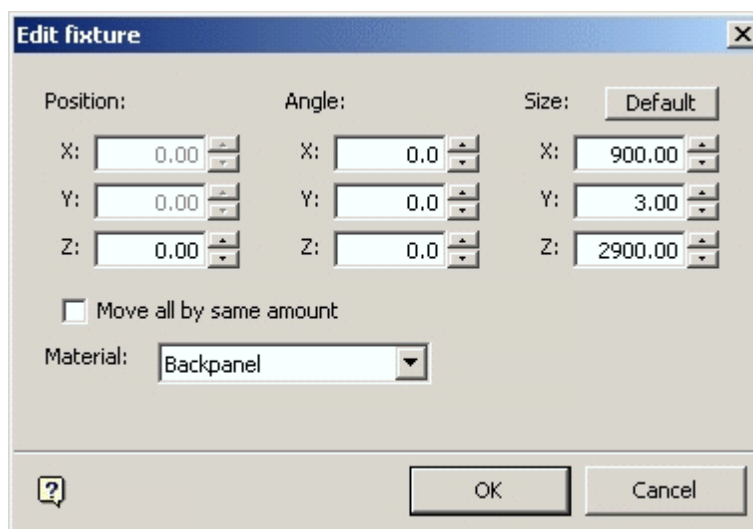 Edit fixture
Position: Angle: Size: Default
X: 0.00 X: 0.0 X: 900.00
Y: 0.00 Y: 0.0 Y: 3.00
Z: 0.00 Z: 0.0 Z: 2900.00
Move all by same amount
Material: Backpanel
OK Cancel